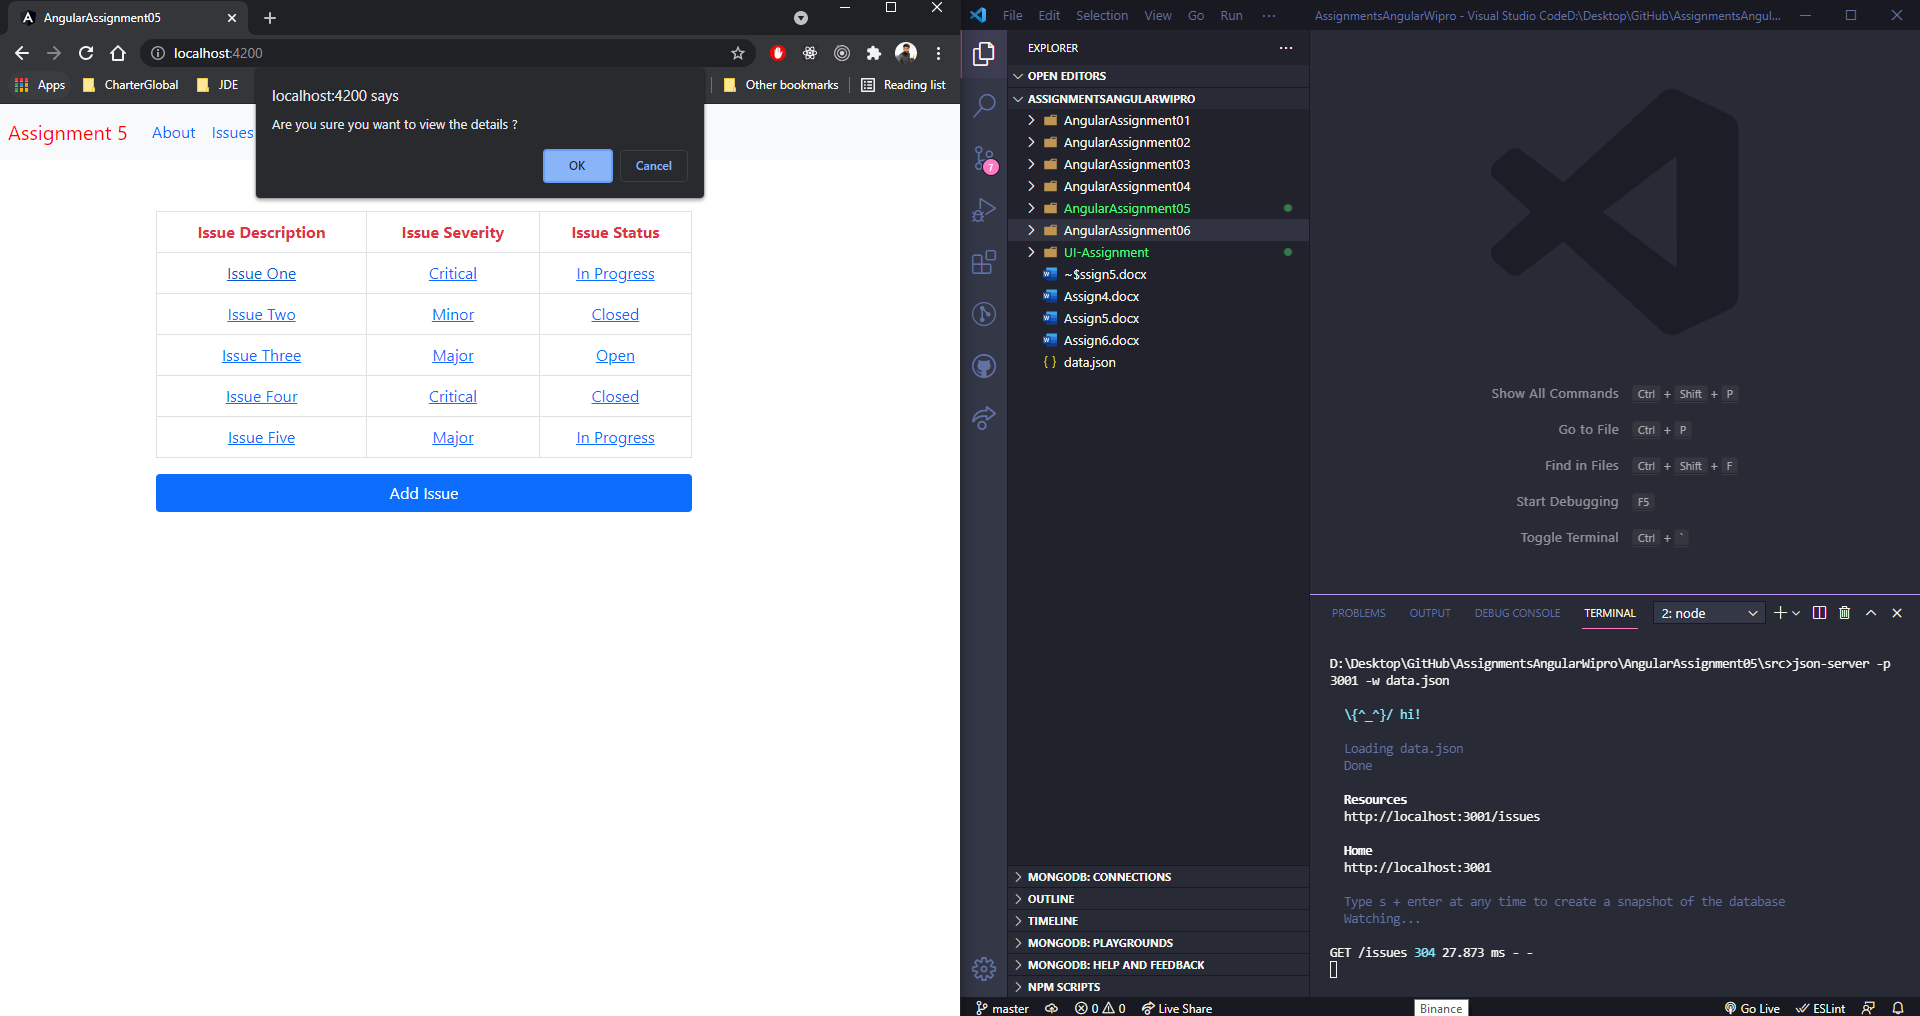 AngularAssignment05
localhost:4200
Apps
CharterGlobal
JDE
Other bookmarks
Reading list
localhost:4200 says
Are you sure you want to view the details ?
OK
Cancel
Assignment 5
About
Issues
Issue Description Issue Severity Issue Status
Issue One Critical In Progress
Issue Two Minor Closed
Issue Three Major Open
Issue Four Critical Closed
Issue Five Major In Progress
Add Issue
File Edit Selection View Go Run ··· AssignmentsAngularWipro - Visual Studio CodeD:\Desktop\GitHub\AssignmentsAngul...
EXPLORER
OPEN EDITORS
ASSIGNMENTSANGULARWIPRO
AngularAssignment01
AngularAssignment02
AngularAssignment03
AngularAssignment04
AngularAssignment05
AngularAssignment06
UI-Assignment
~$ssign5.docx
Assign4.docx
Assign5.docx
Assign6.docx
{ } data.json
7
MONGODB: CONNECTIONS
OUTLINE
TIMELINE
MONGODB: PLAYGROUNDS
MONGODB: HELP AND FEEDBACK
NPM SCRIPTS
Show All Commands Ctrl + Shift + P
Go to File Ctrl + P
Find in Files Ctrl + Shift + F
Start Debugging F5
Toggle Terminal Ctrl + `
PROBLEMS OUTPUT DEBUG CONSOLE TERMINAL 2: node
D:\Desktop\GitHub\AssignmentsAngularWipro\AngularAssignment05\src>json-server -p
3001 -w data.json
\{^_^}/ hi!
Loading data.json
Done
Resources
http://localhost:3001/issues
Home
http://localhost:3001
Type s + enter at any time to create a snapshot of the database
Watching...
GET /issues 304 27.873 ms - -
master 0 0 Live Share
Binance
Go Live ESLint